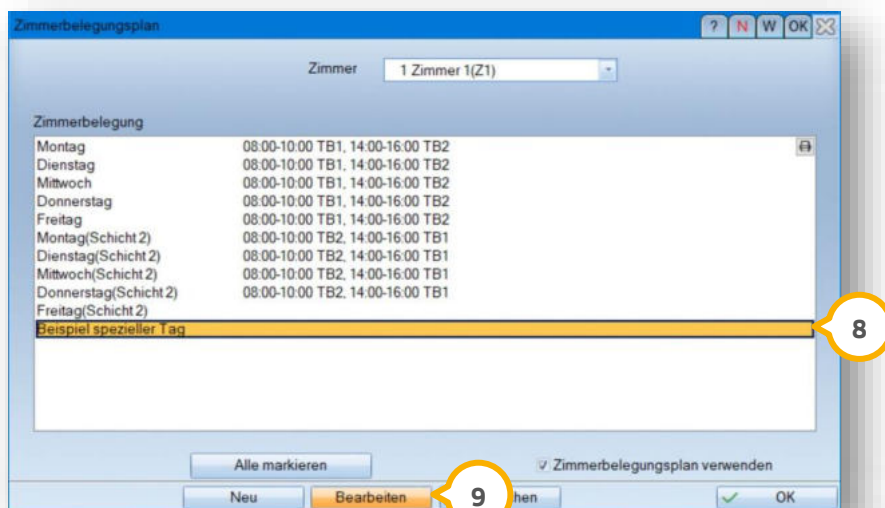 Zimmerbelegungsplan ? N W OK
Zimmer 1 Zimmer 1(Z1)
Zimmerbelegung
Montag 08:00-10:00 TB1, 14:00-16:00 TB2
Dienstag 08:00-10:00 TB1, 14:00-16:00 TB2
Mittwoch 08:00-10:00 TB1, 14:00-16:00 TB2
Donnerstag 08:00-10:00 TB1, 14:00-16:00 TB2
Freitag 08:00-10:00 TB1, 14:00-16:00 TB2
Montag(Schicht 2) 08:00-10:00 TB2, 14:00-16:00 TB1
Dienstag(Schicht 2) 08:00-10:00 TB2, 14:00-16:00 TB1
Mittwoch(Schicht 2) 08:00-10:00 TB2, 14:00-16:00 TB1
Donnerstag(Schicht 2) 08:00-10:00 TB2, 14:00-16:00 TB1
Freitag(Schicht 2)
Beispiel spezieller Tag 8
Alle markieren Zimmerbelegungsplan verwenden
Neu Bearbeiten 9 hen OK